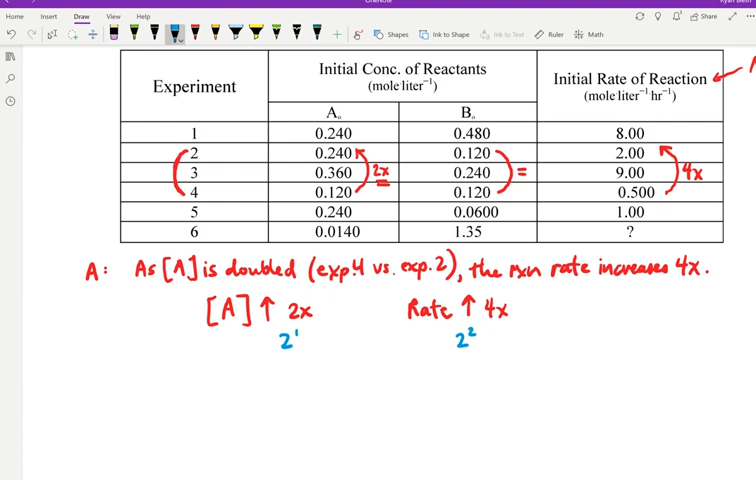 OneNote
Ryan
Home Insert Draw View Share
Shapes Ink to Shape Ink to Text Ruler Math
Experiment
Initial Conc. of Reactants
(mole liter⁻¹)
Initial Rate of Reaction
(mole·liter⁻¹ hr⁻¹)
A₀ B₀
1 0.240 0.480 8.00
2 0.240 0.120 2.00
3 0.360 2x 0.240 = 9.00 4x
4 0.120 0.120 0.500
5 0.240 0.0600 1.00
6 0.0140 1.35 ?
A: As [A] is doubled (exp.4 vs. exp. 2), the rxn rate increases 4x.
[A] ↑ 2x Rate ↑ 4x
2¹ 2²